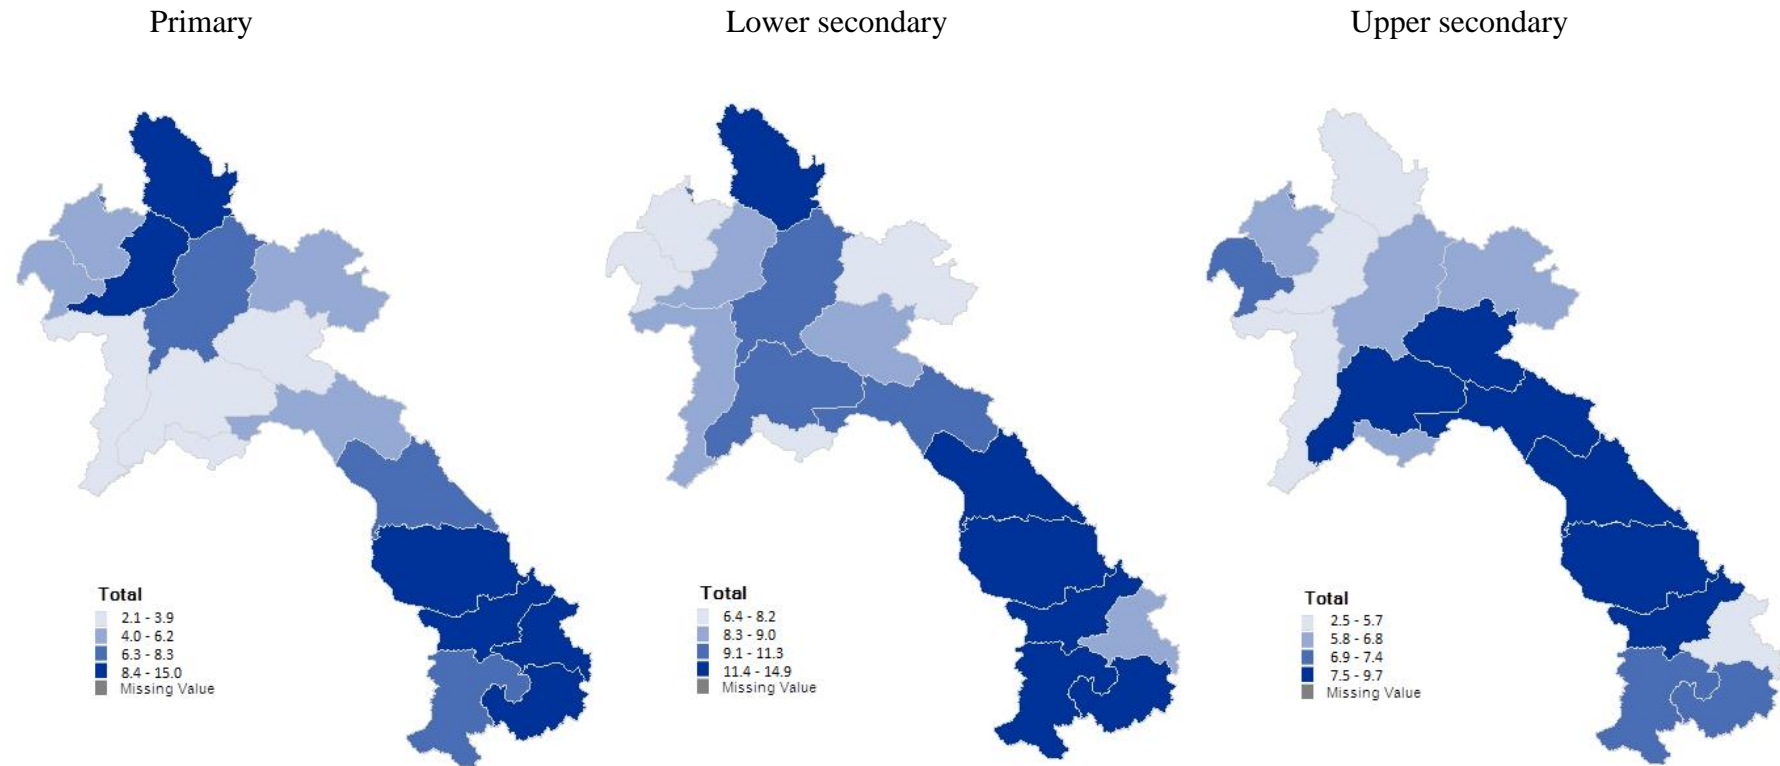 Primary
Lower secondary
Upper secondary
Total
2.1 - 3.9
4.0 - 6.2
6.3 - 8.3
8.4 - 15.0
Missing Value
Total
6.4 - 8.2
8.3 - 9.0
9.1 - 11.3
11.4 - 14.9
Missing Value
Total
2.5 - 5.7
5.8 - 6.8
6.9 - 7.4
7.5 - 9.7
Missing Value